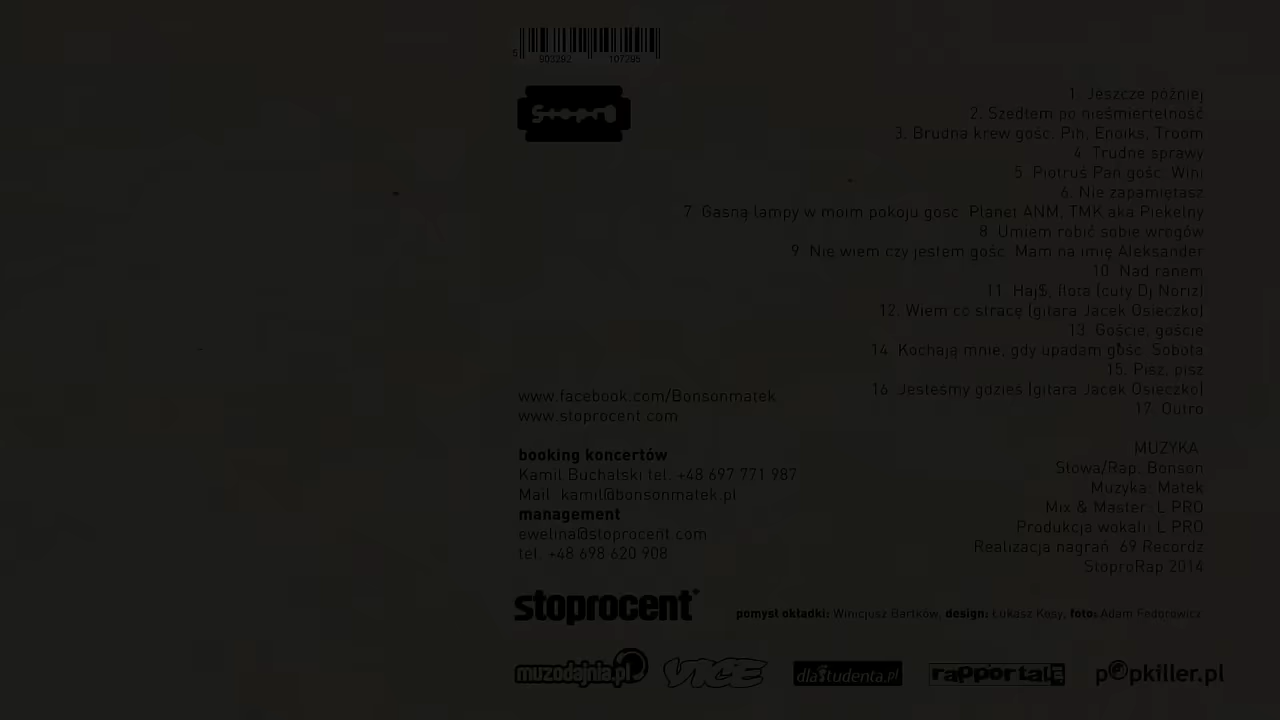 5 903292 107295
stopro
1. Jeszcze później
2. Szedłem po nieśmiertelność
3. Brudna krew gośc. Pih, Enoiks, Troom
4. Trudne sprawy
5. Piotruś Pan gośc. Wini
6. Nie zapamiętasz
7. Gasną lampy w moim pokoju gośc. Planet ANM, TMK aka Piekielny
8. Umiem robić sobie wrogów
9. Nie wiem czy jestem gośc. Mam na imię Aleksander
10. Nad ranem
11. Haj$, flota (cuty Dj Noriz)
12. Wiem co stracę (gitara Jacek Osieczko)
13. Goście, goście
14. Kochają mnie, gdy upadam gośc. Sobota
15. Pisz, pisz
16. Jesteśmy gdzieś (gitara Jacek Osieczko)
17. Outro
www.facebook.com/Bonsonmatek
www.stoprocent.com
booking koncertów
Kamil Buchalski tel. +48 697 771 987
Mail: kamil@bonsonmatek.pl
management
ewelina@stoprocent.com
tel. +48 698 620 908
MUZYKA:
Słowa/Rap: Bonson
Muzyka: Matek
Mix & Master: L PRO
Produkcja wokali: L PRO
Realizacja nagrań: 69 Recordz
StoproRap 2014
stoprocent
pomysł okładki: Winicjusz Bartków, design: Łukasz Kęsy, foto: Adam Fedorowicz
muzodajnia.pl VICE dlaStudenta.pl rapportal popkiller.pl